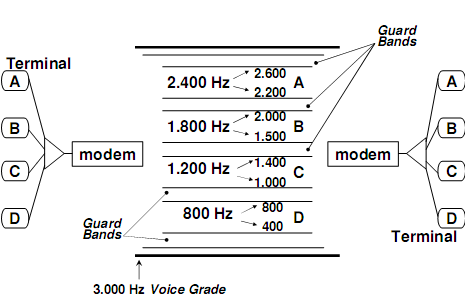 Guard
Bands
Terminal
A
B
C
D
modem
2.400 Hz
2.600
2.200
A
1.800 Hz
2.000
1.500
B
1.200 Hz
1.400
1.000
C
800 Hz
800
400
D
Guard
Bands
3.000 Hz Voice Grade
modem
A
B
C
D
Terminal